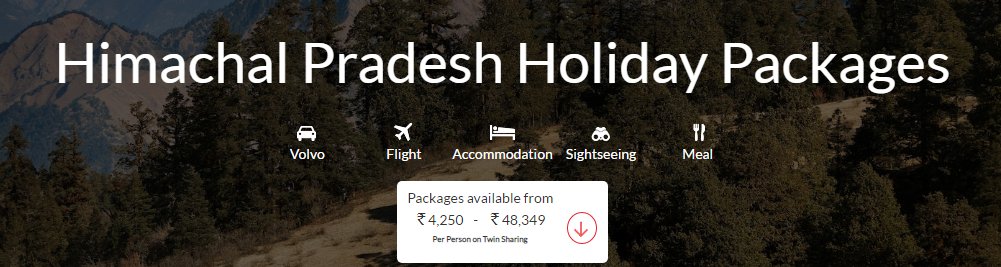 Himachal Pradesh Holiday Packages
Volvo Flight Accommodation Sightseeing Meal
Packages available from
₹ 4,250 - ₹ 48,349
Per Person on Twin Sharing